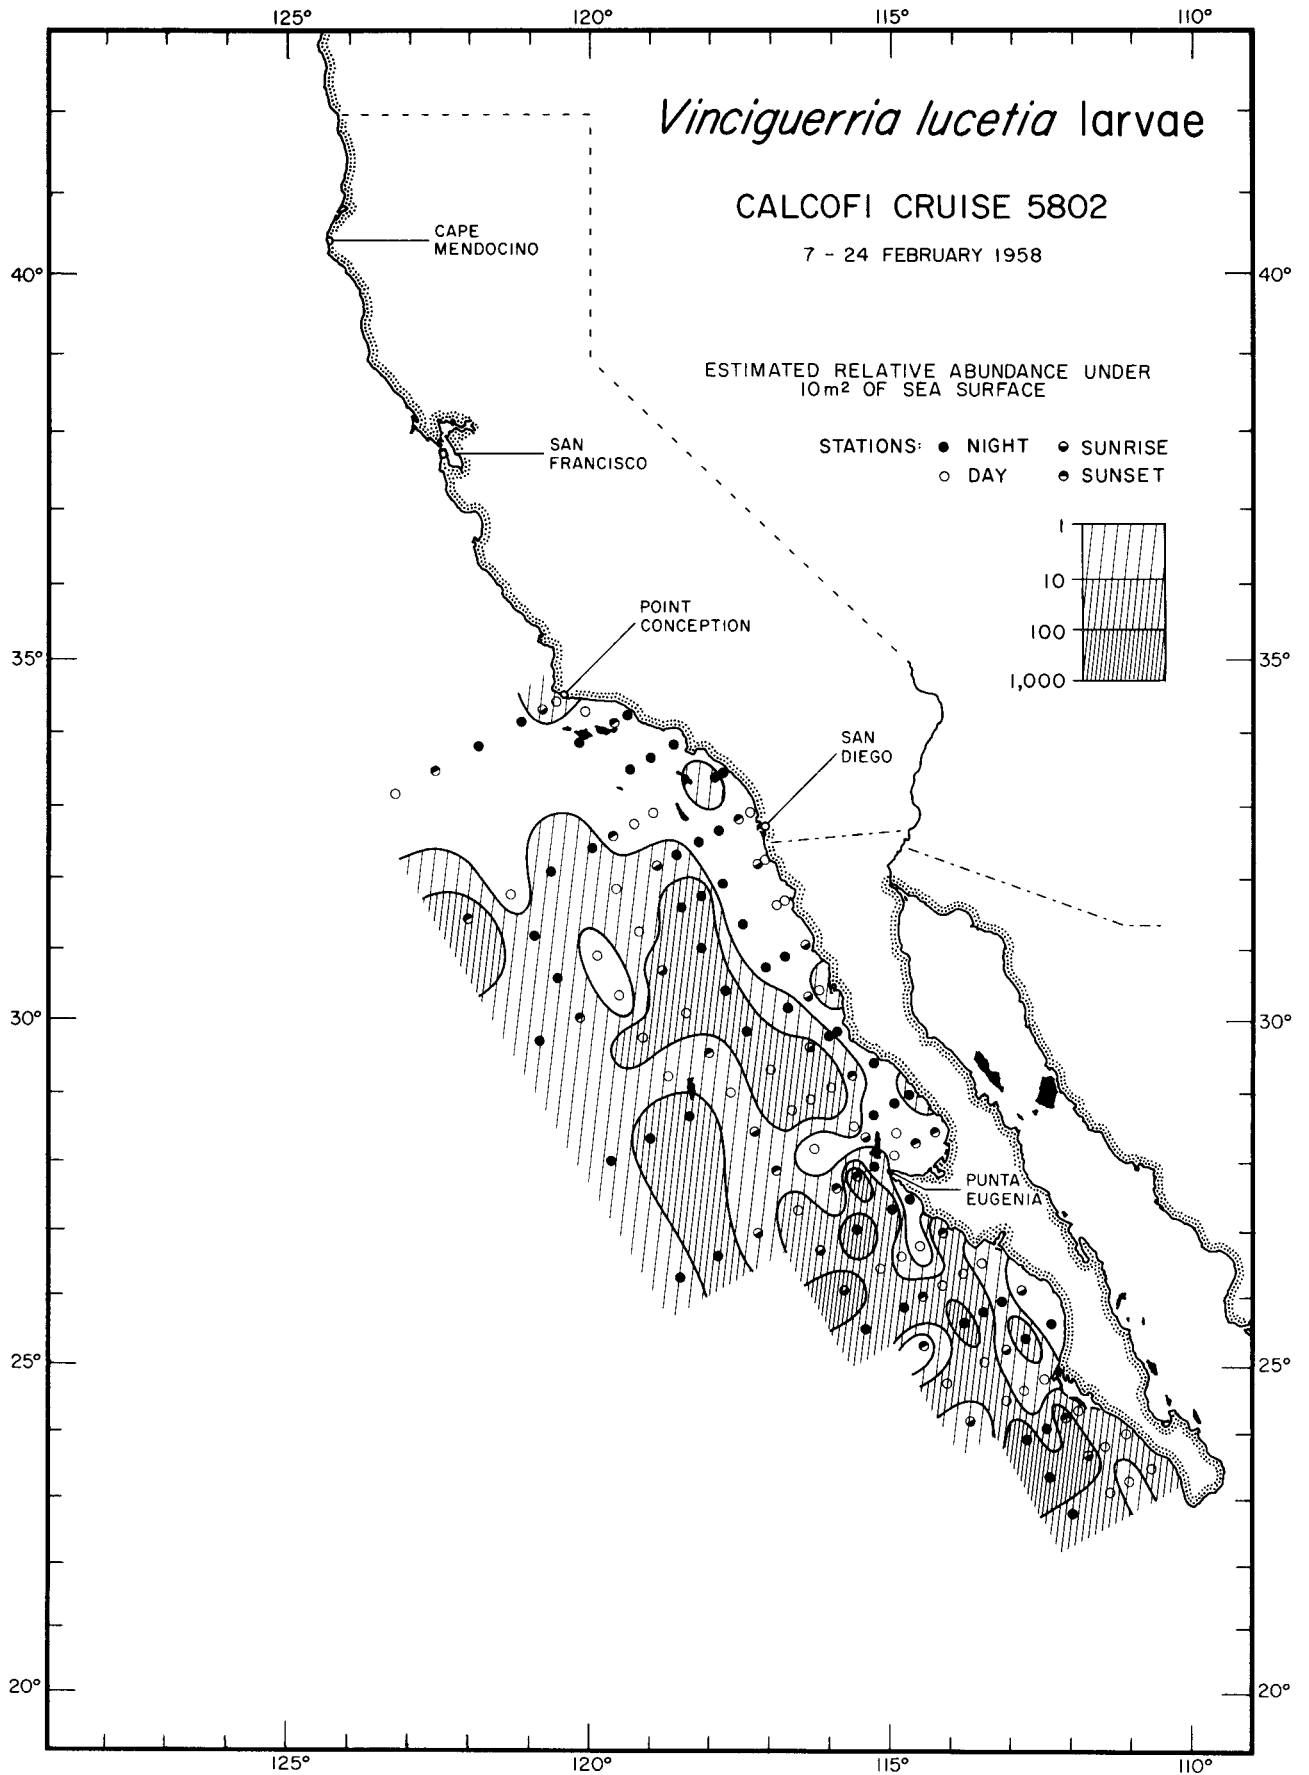 125° 120° 115° 110°
Vinciguerria lucetia larvae
CALCOFI CRUISE 5802
7 - 24 FEBRUARY 1958
CAPE
MENDOCINO
40° 40°
ESTIMATED RELATIVE ABUNDANCE UNDER
10m² OF SEA SURFACE
STATIONS: NIGHT SUNRISE
DAY SUNSET
SAN
FRANCISCO
1
10
100
1,000
POINT
CONCEPTION
35° 35°
SAN
DIEGO
30° 30°
PUNTA
EUGENIA
25° 25°
20° 20°
125° 120° 115° 110°